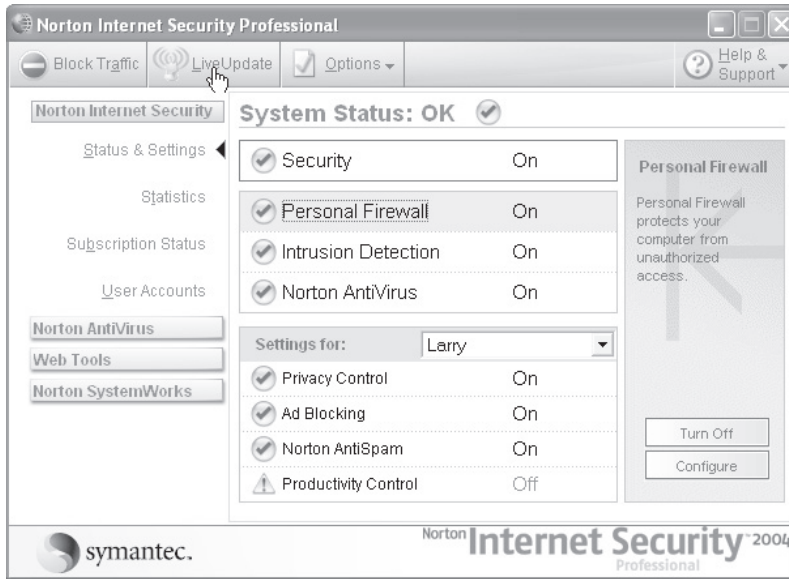 Norton Internet Security Professional
Block Traffic LiveUpdate Options Help &
Support
Norton Internet Security
System Status: OK
Status & Settings
Statistics
Subscription Status
User Accounts
Norton AntiVirus
Web Tools
Norton SystemWorks
Security On
Personal Firewall On
Intrusion Detection On
Norton AntiVirus On
Settings for: Larry
Privacy Control On
Ad Blocking On
Norton AntiSpam On
Productivity Control Off
Personal Firewall
Personal Firewall
protects your
computer from
unauthorized
access.
Turn Off
Configure
symantec.
Norton Internet Security 2004
Professional